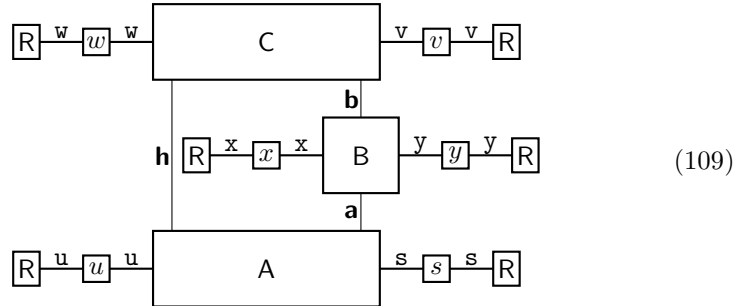 R w w w C v v v R
b
h R x x x B y y y R (109)
a
R u u u A s s s R